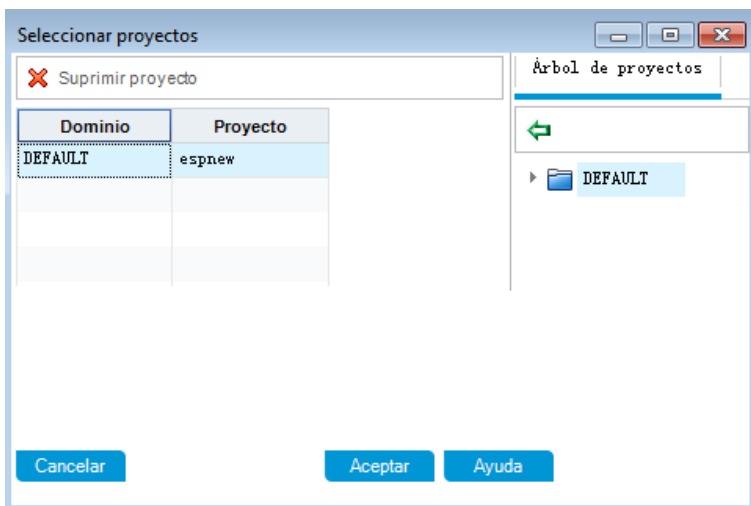 Seleccionar proyectos
Suprimir proyecto
Árbol de proyectos
Dominio Proyecto
DEFAULT espnew
DEFAULT
Cancelar Aceptar Ayuda